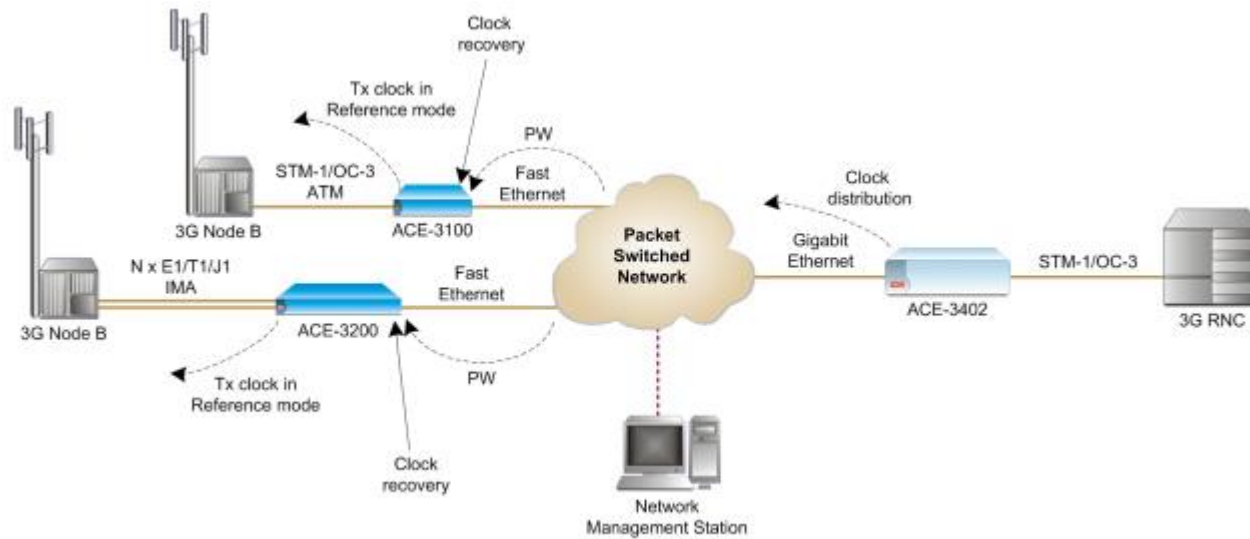 Clock
recovery
Tx clock in
Reference mode
PW
STM-1/OC-3
ATM
Fast
Ethernet
3G Node B
ACE-3100
Clock
distribution
Packet
Switched
Network
Gigabit
Ethernet
STM-1/OC-3
ACE-3402
3G RNC
N x E1/T1/J1
IMA
Fast
Ethernet
3G Node B
ACE-3200
PW
Tx clock in
Reference mode
Clock
recovery
Network
Management Station